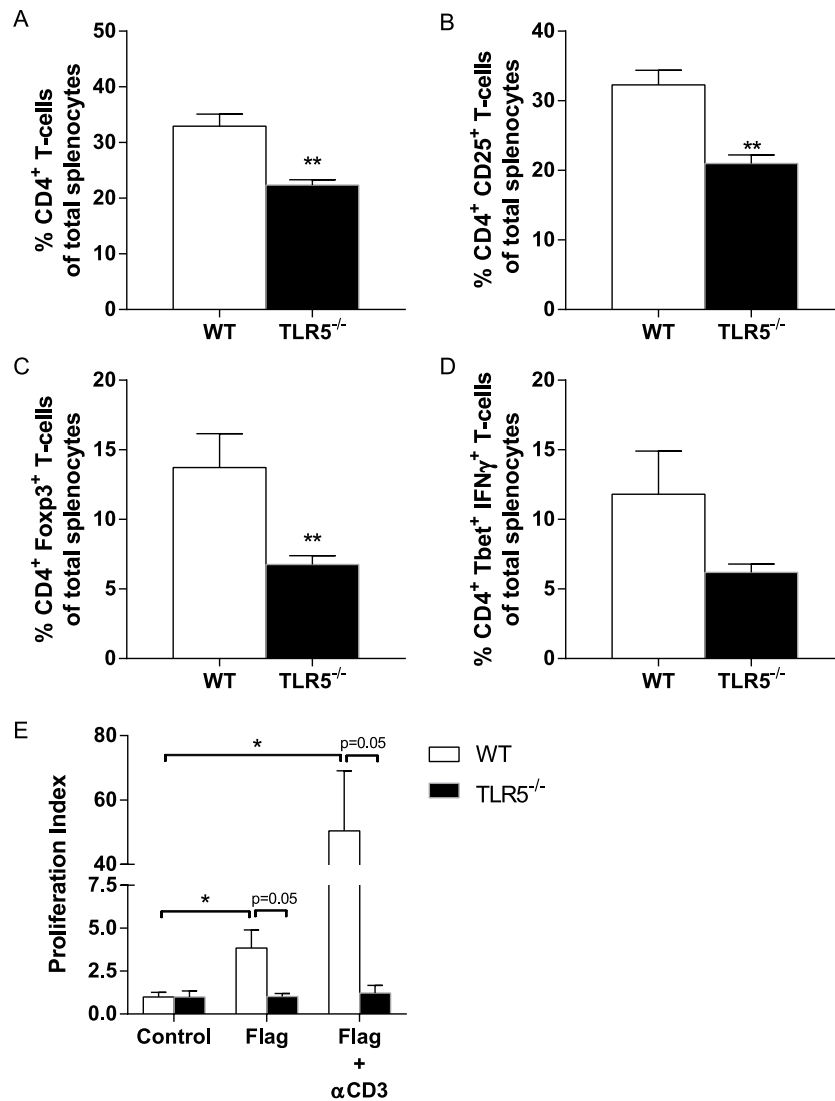 A
% CD4+ T-cells
of total splenocytes
50
40
30
20
10
0
**
WT
TLR5-/-
B
% CD4+ CD25+ T-cells
of total splenocytes
40
30
20
10
0
**
WT
TLR5-/-
C
% CD4+ Foxp3+ T-cells
of total splenocytes
20
15
10
5
0
**
WT
TLR5-/-
D
% CD4+ Tbet+ IFNγ+ T-cells
of total splenocytes
20
15
10
5
0
WT
TLR5-/-
E
Proliferation Index
80
60
40
7.5
5.0
2.5
0.0
*
p=0.05
*
p=0.05
Control
Flag
Flag
+
αCD3
WT
TLR5-/-